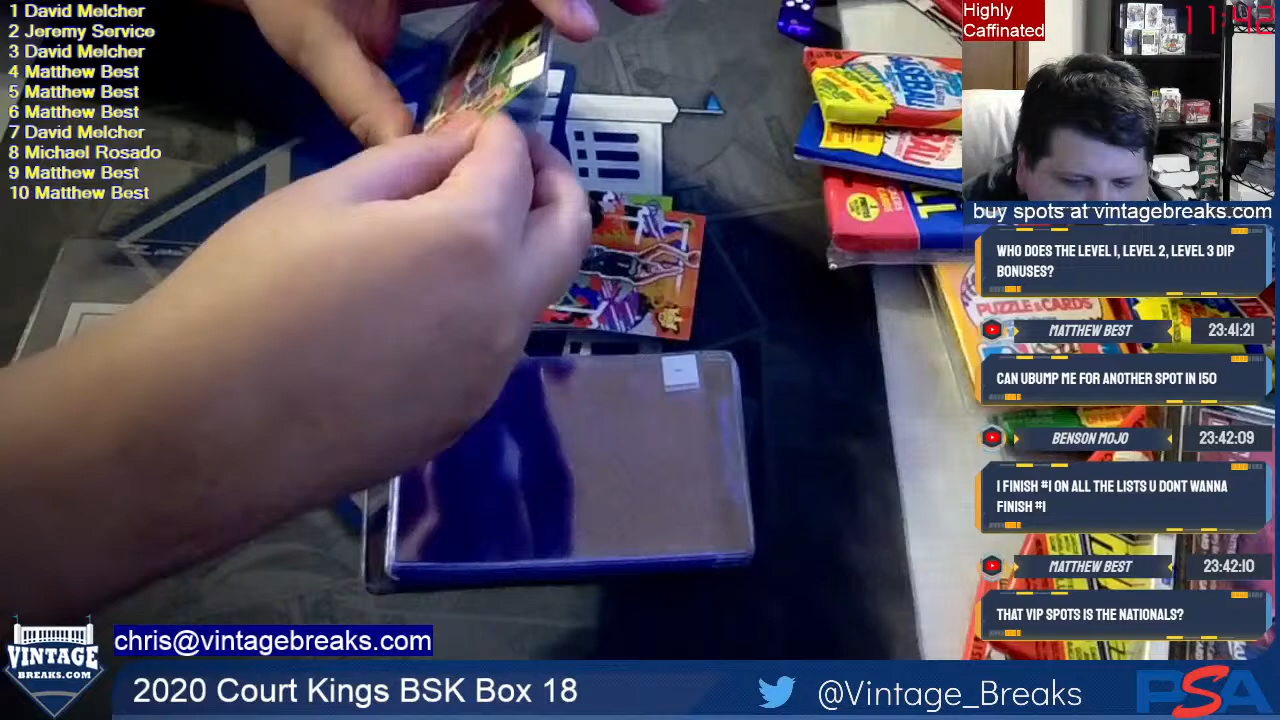 1 David Melcher
2 Jeremy Service
3 David Melcher
4 Matthew Best
5 Matthew Best
6 Matthew Best
7 David Melcher
8 Michael Rosado
9 Matthew Best
10 Matthew Best
Highly
Caffinated
11:42
BASEBALL
buy spots at vintagebreaks.com
WHO DOES THE LEVEL 1, LEVEL 2, LEVEL 3 DIP
BONUSES?
PUZZLE & CARDS
MATTHEW BEST
23:41:21
CAN UBUMP ME FOR ANOTHER SPOT IN 150
BENSON MOJO
23:42:09
I FINISH #1 ON ALL THE LISTS U DONT WANNA
FINISH #1
MATTHEW BEST
23:42:10
THAT VIP SPOTS IS THE NATIONALS?
VINTAGE
BREAKS.COM
chris@vintagebreaks.com
2020 Court Kings BSK Box 18
@Vintage_Breaks
PSA